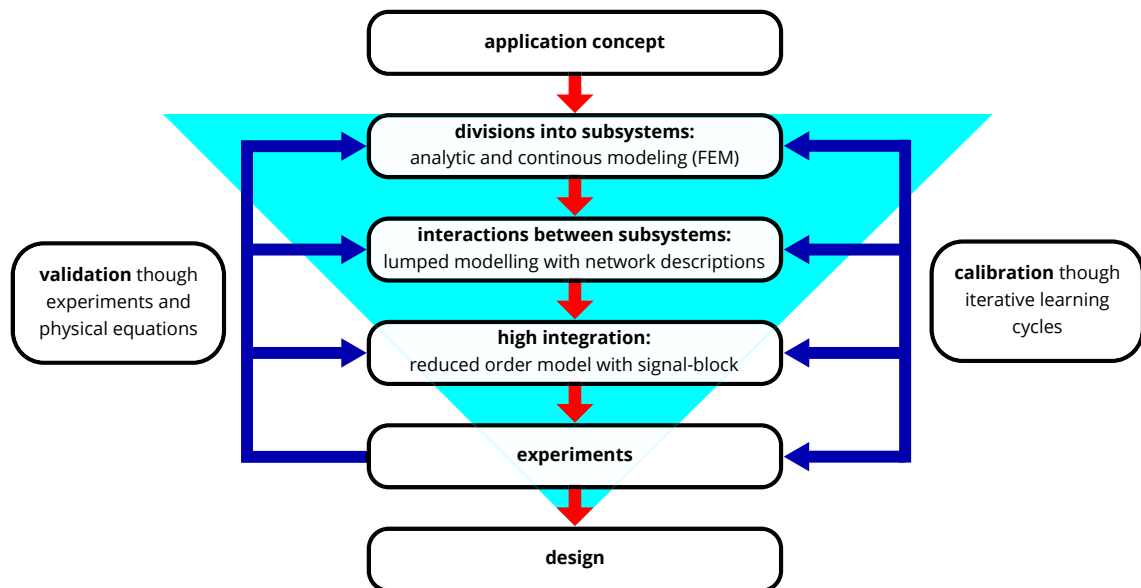 application concept
divisions into subsystems:
analytic and continous modeling (FEM)
interactions between subsystems:
lumped modelling with network descriptions
validation though
experiments and
physical equations
calibration though
iterative learning
cycles
high integration:
reduced order model with signal-block
experiments
design